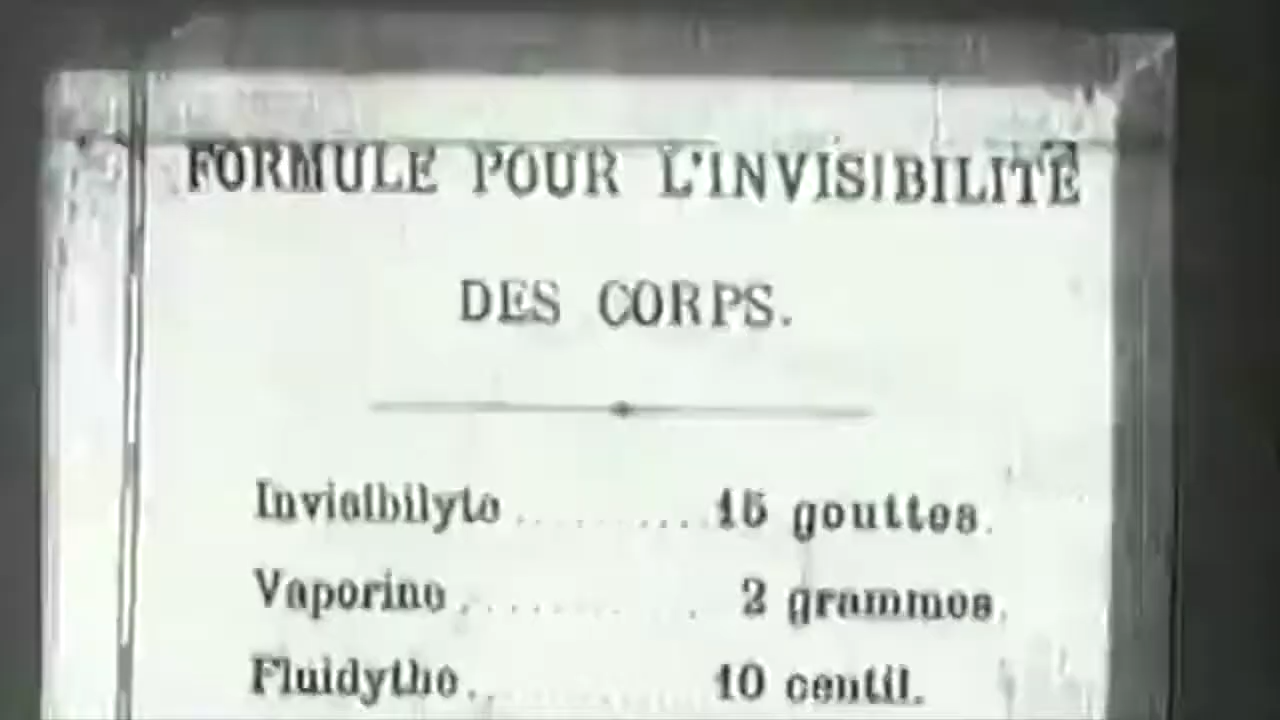 FORMULE POUR L'INVISIBILITÉ
DES CORPS.
Invisibilyte .......... 15 gouttes.
Vaporine .......... 2 grammes.
Fluidythe .......... 10 centil.